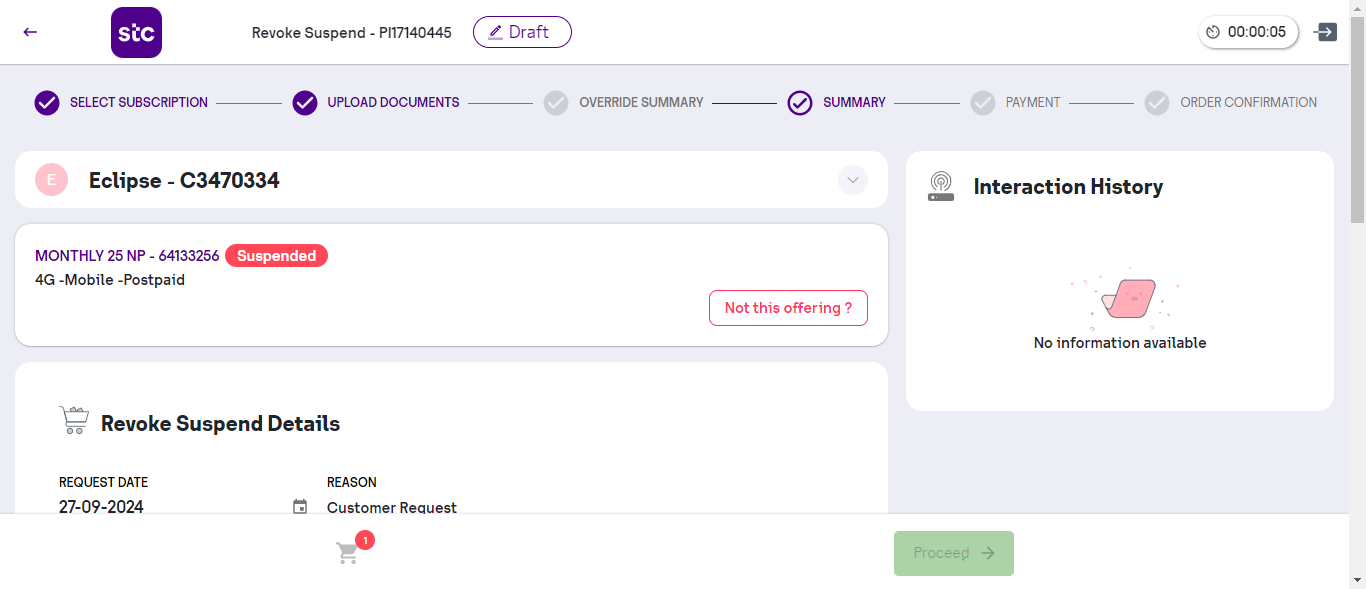 stc
Revoke Suspend - PI17140445
Draft
00:00:05
SELECT SUBSCRIPTION
UPLOAD DOCUMENTS
OVERRIDE SUMMARY
SUMMARY
PAYMENT
ORDER CONFIRMATION
E
Eclipse - C3470334
MONTHLY 25 NP - 64133256 Suspended
4G -Mobile -Postpaid
Not this offering ?
Interaction History
No information available
Revoke Suspend Details
REQUEST DATE
27-09-2024
REASON
Customer Request
1
Proceed